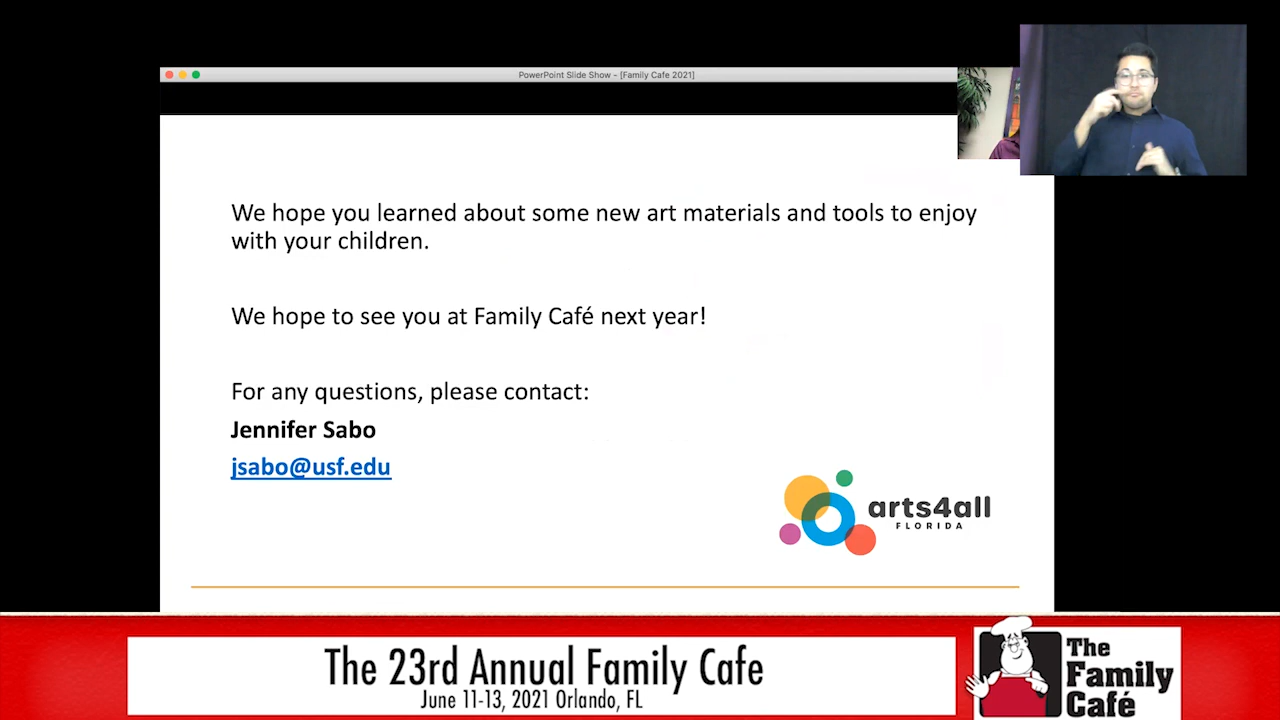 PowerPoint Slide Show - [Family Cafe 2021]
We hope you learned about some new art materials and tools to enjoy
with your children.
We hope to see you at Family Café next year!
For any questions, please contact:
Jennifer Sabo
jsabo@usf.edu
arts4all
FLORIDA
The 23rd Annual Family Cafe
June 11-13, 2021 Orlando, FL
The
Family
Café